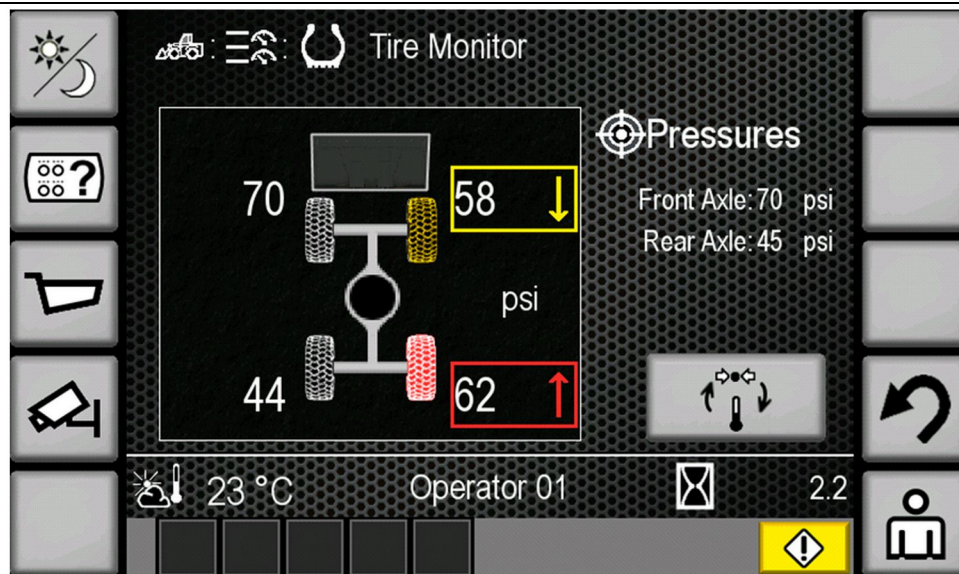 Tire Monitor
Pressures
Front Axle: 70 psi
Rear Axle: 45 psi
70
58 ↓
psi
44
62 ↑
23 °C
Operator 01
2.2
?